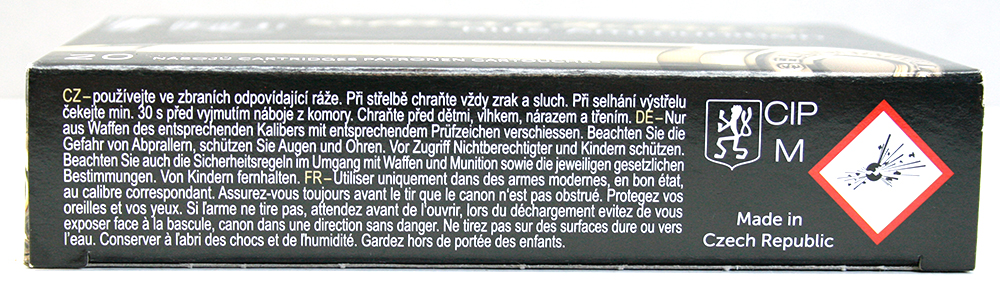 20 NÁBOJŮ CARTRIDGES PATRONEN CARTOUCHES
CZ–používejte ve zbraních odpovídající ráže. Při střelbě chraňte vždy zrak a sluch. Při selhání výstřelu
čekejte min. 30 s před vyjmutím náboje z komory. Chraňte před dětmi, vlhkem, nárazem a třením. DE–Nur
aus Waffen des entsprechenden Kalibers mit entsprechendem Prüfzeichen verschiessen. Beachten Sie die
Gefahr von Abprallern, schützen Sie Augen und Ohren. Vor Zugriff Nichtberechtigter und Kindern schützen.
Beachten Sie auch die Sicherheitsregeln im Umgang mit Waffen und Munition sowie die jeweiligen gesetzlichen
Bestimmungen. Von Kindern fernhalten. FR–Utiliser uniquement dans des armes modernes, en bon état,
au calibre correspondant. Assurez-vous toujours avant le tir que le canon n'est pas obstrué. Protegez vos
oreilles et vos yeux. Si l'arme ne tire pas, attendez avant de l'ouvrir, lors du déchargement evitez de vous
exposer face à la bascule, canon dans une direction sans danger. Ne tirez pas sur des surfaces dure ou vers
l'eau. Conserver à l'abri des chocs et de l'humidité. Gardez hors de portée des enfants.
CIP
M
Made in
Czech Republic